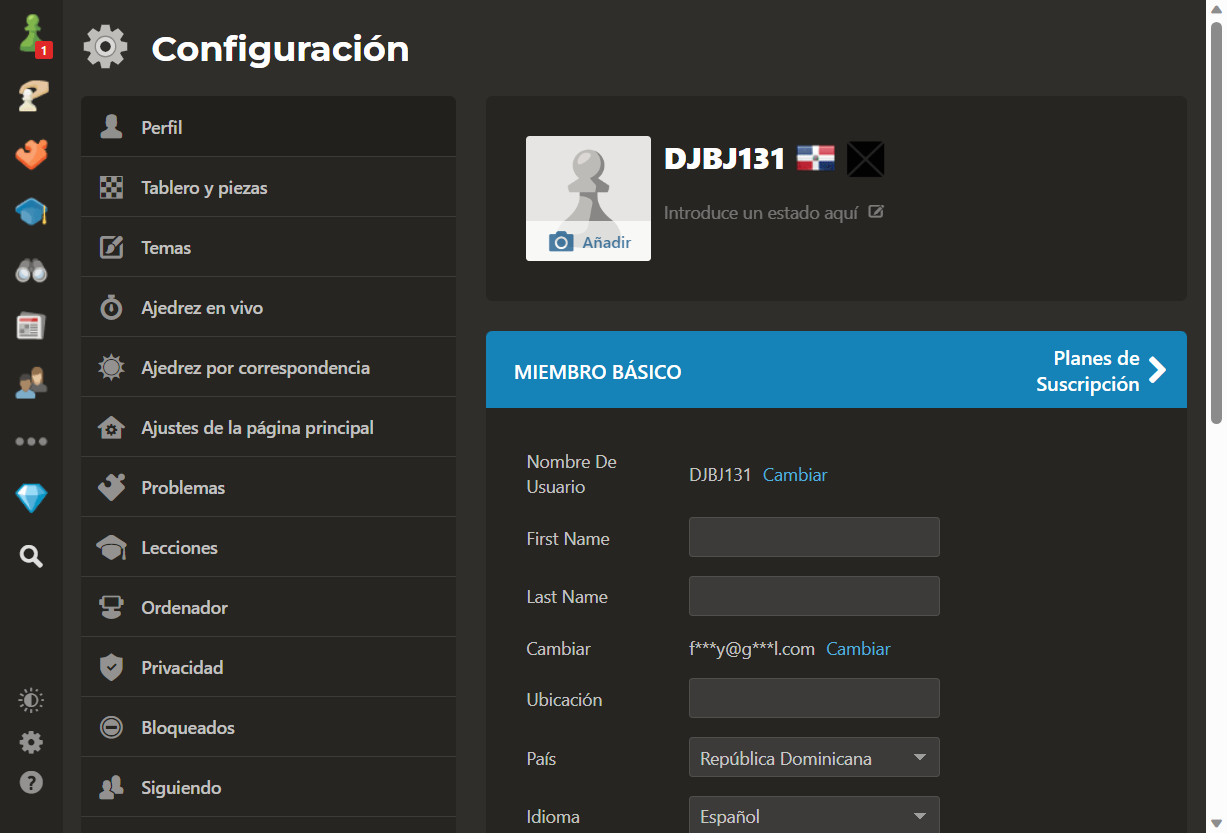 1
Configuración
Perfil
Tablero y piezas
Temas
Ajedrez en vivo
Ajedrez por correspondencia
Ajustes de la página principal
Problemas
Lecciones
Ordenador
Privacidad
Bloqueados
Siguiendo
DJBJ131
Introduce un estado aquí
Añadir
MIEMBRO BÁSICO
Planes de
Suscripción
Nombre De
Usuario
DJBJ131 Cambiar
First Name
Last Name
Cambiar f***y@g***l.com Cambiar
Ubicación
País República Dominicana
Idioma Español